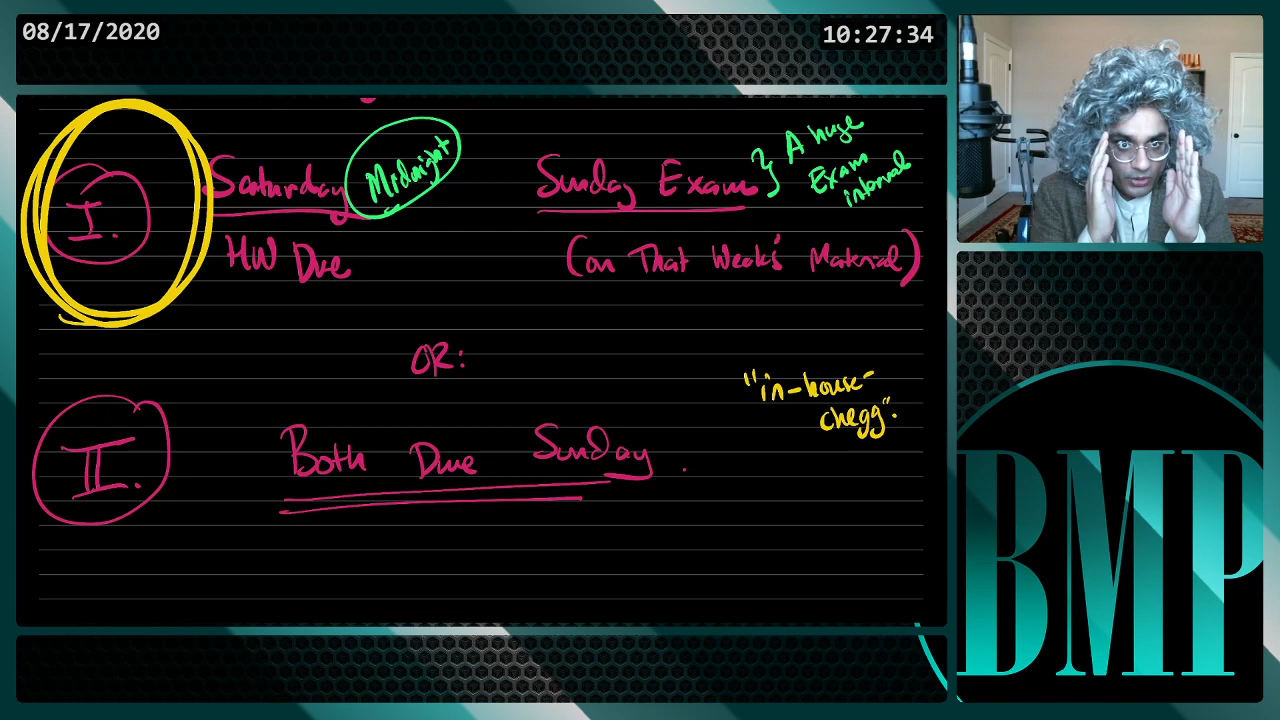 08/17/2020
10:27:34
I. Saturday Midnight Sunday Exam } A huge
Exam
interval
HW Due (on That Week's Material)
OR:
"in-house-
chegg".
II. Both Due Sunday.
BMP